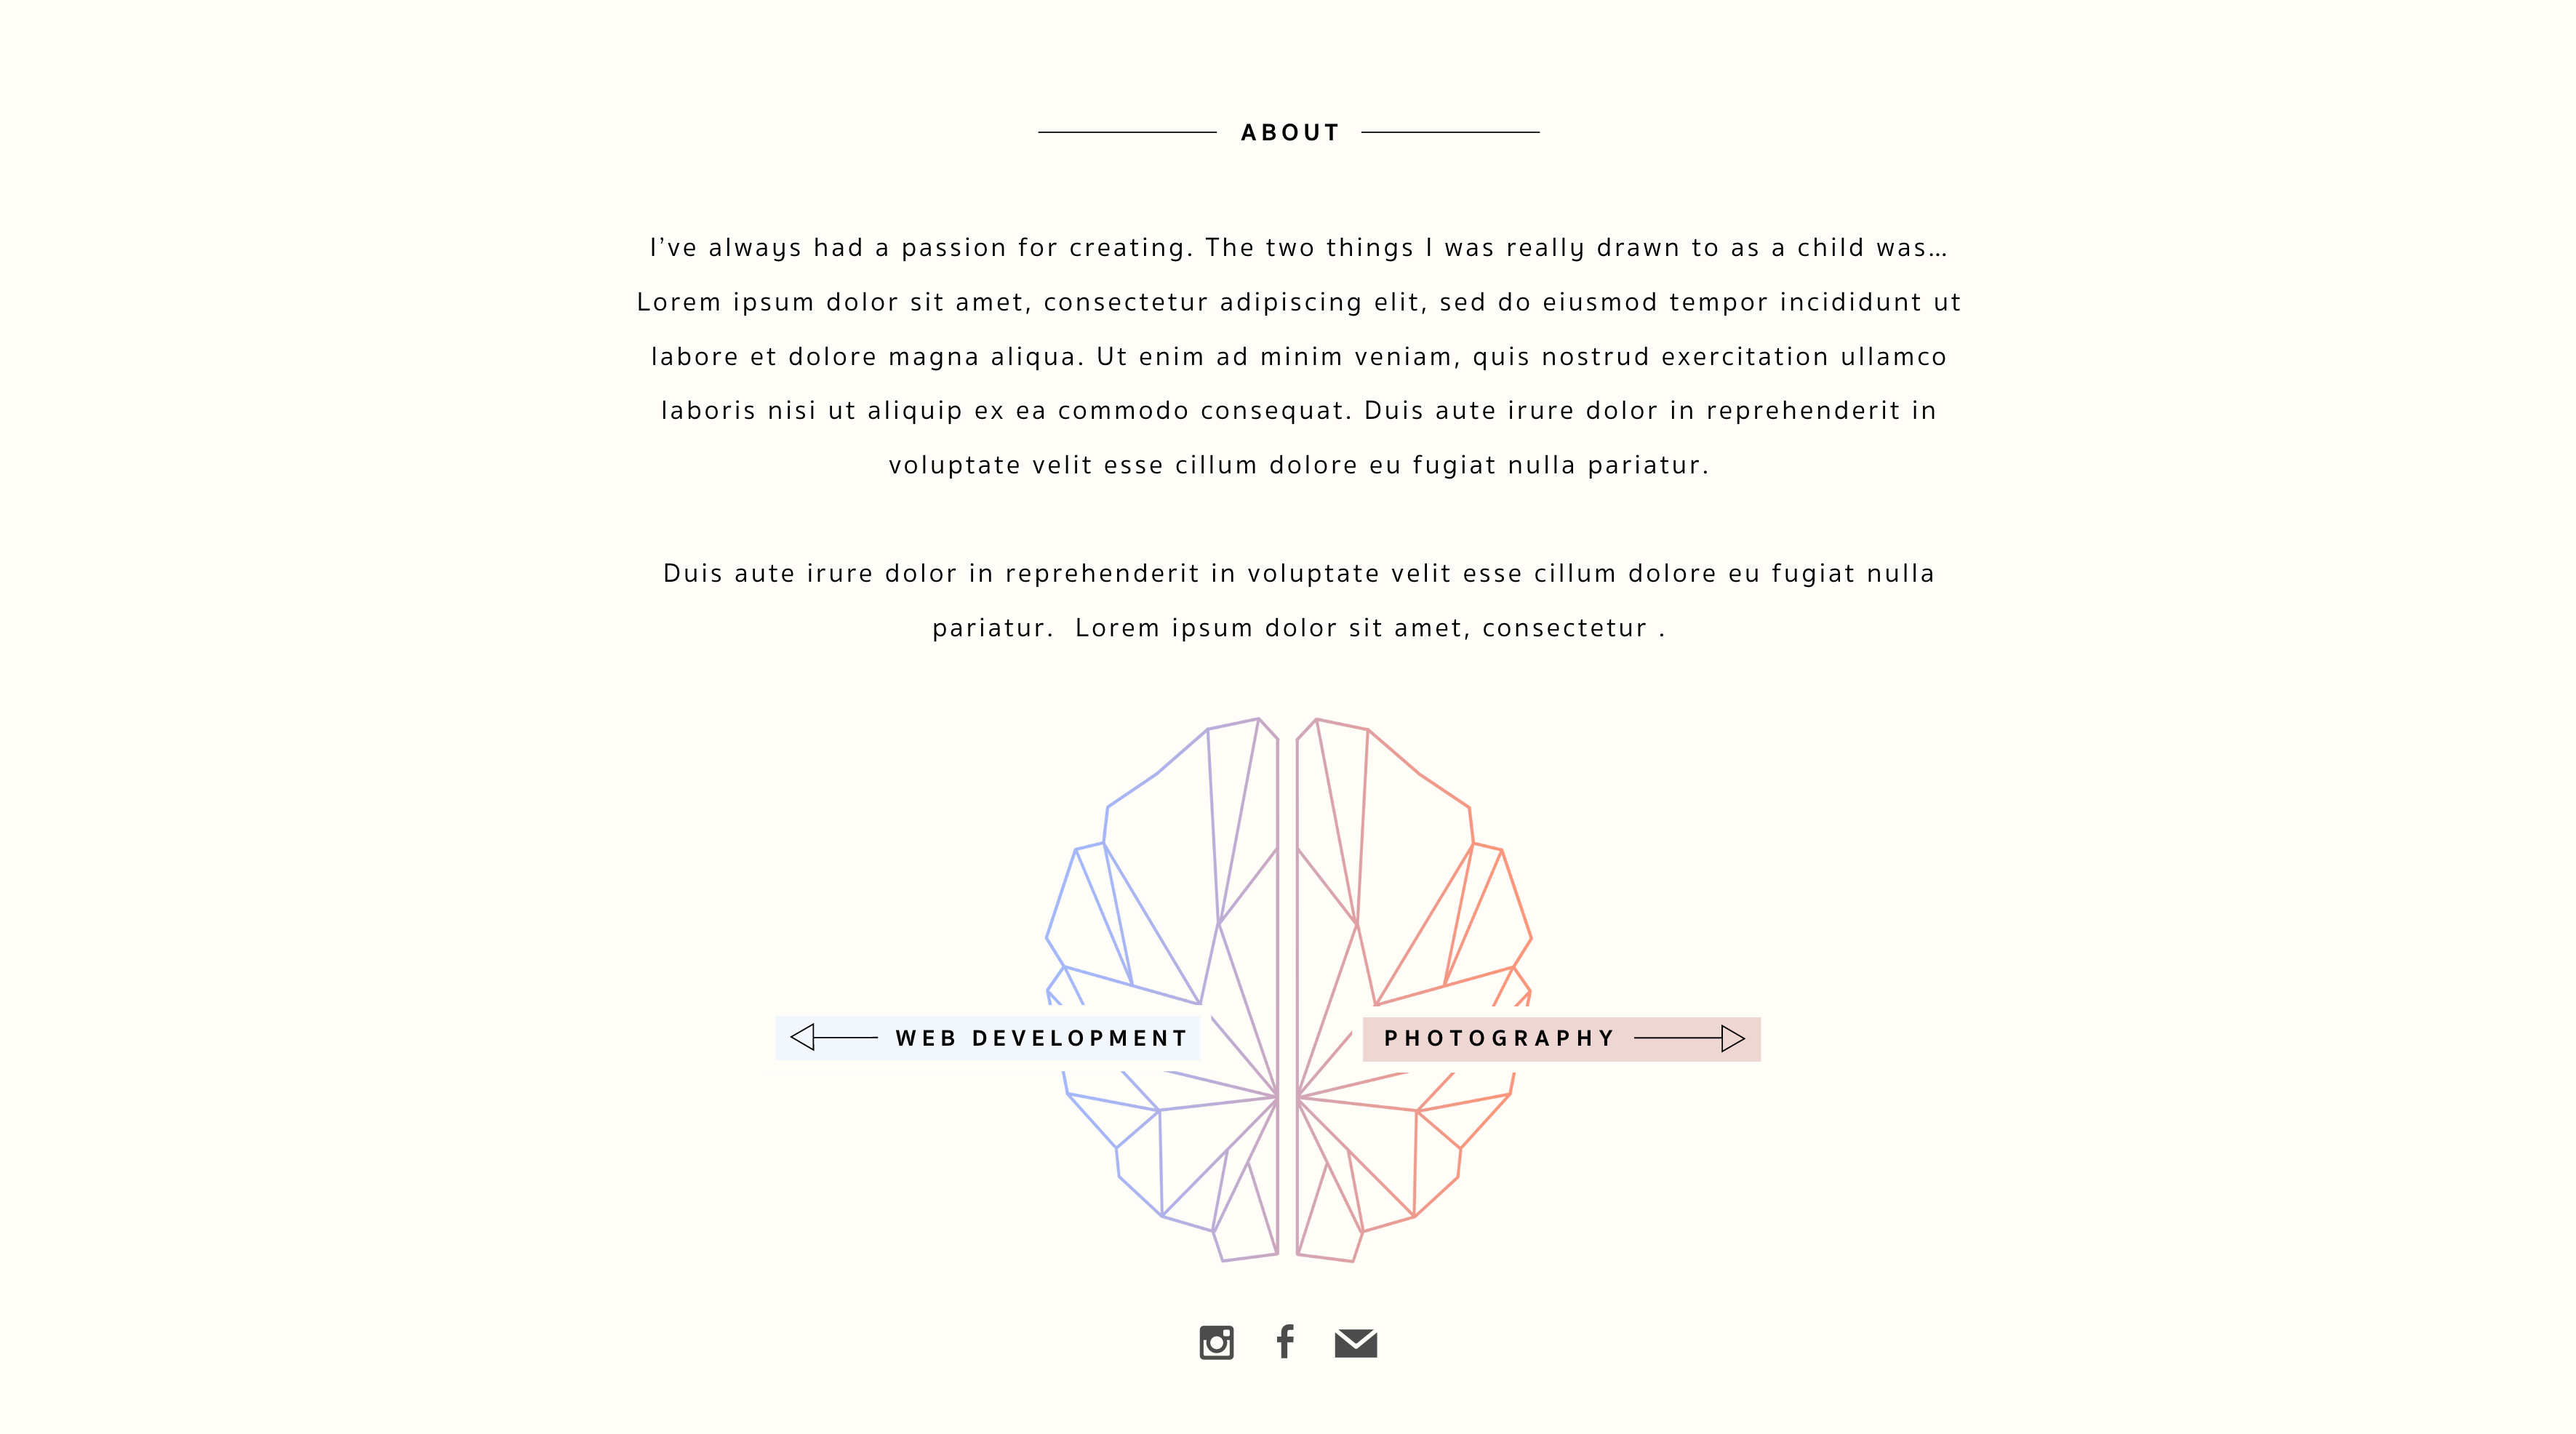 ABOUT
I’ve always had a passion for creating. The two things I was really drawn to as a child was…
Lorem ipsum dolor sit amet, consectetur adipiscing elit, sed do eiusmod tempor incididunt ut
labore et dolore magna aliqua. Ut enim ad minim veniam, quis nostrud exercitation ullamco
laboris nisi ut aliquip ex ea commodo consequat. Duis aute irure dolor in reprehenderit in
voluptate velit esse cillum dolore eu fugiat nulla pariatur.
Duis aute irure dolor in reprehenderit in voluptate velit esse cillum dolore eu fugiat nulla
pariatur.  Lorem ipsum dolor sit amet, consectetur .
WEB DEVELOPMENT
PHOTOGRAPHY